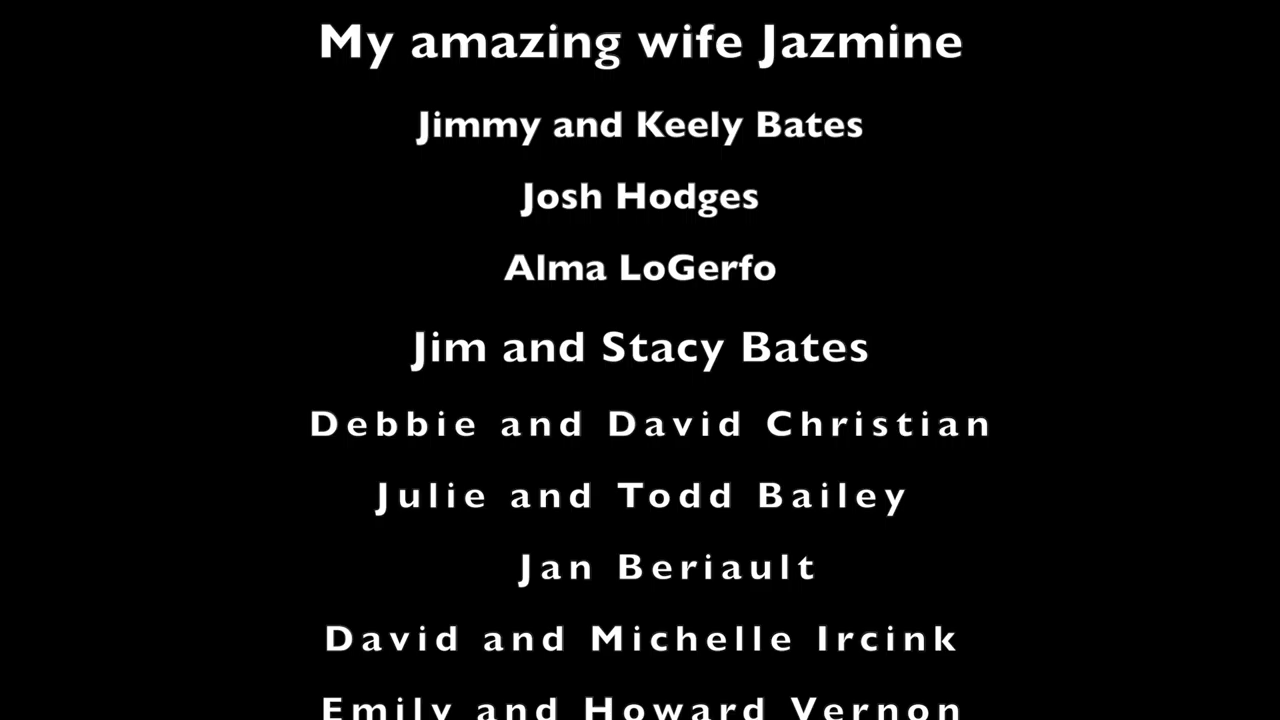 My amazing wife Jazmine
Jimmy and Keely Bates
Josh Hodges
Alma LoGerfo
Jim and Stacy Bates
Debbie and David Christian
Julie and Todd Bailey
Jan Beriault
David and Michelle Ircink
Emily and Howard Vernon